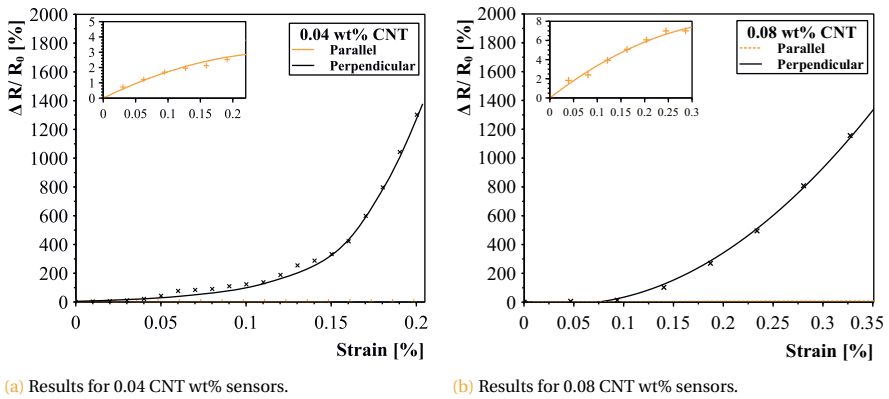 2000
1800
1600
1400
1200
1000
800
600
400
200
0
Δ R/ R0 [%]
5
4
3
2
1
0
0 0.05 0.1 0.15 0.2
0.04 wt% CNT
Parallel
Perpendicular
0 0.05 0.1 0.15 0.2
Strain [%]
(a) Results for 0.04 CNT wt% sensors.
2000
1800
1600
1400
1200
1000
800
600
400
200
0
Δ R/ R0 [%]
8
6
4
2
0
0 0.05 0.1 0.15 0.2 0.25 0.3
0.08 wt% CNT
Parallel
Perpendicular
0 0.05 0.1 0.15 0.2 0.25 0.3 0.35
Strain [%]
(b) Results for 0.08 CNT wt% sensors.